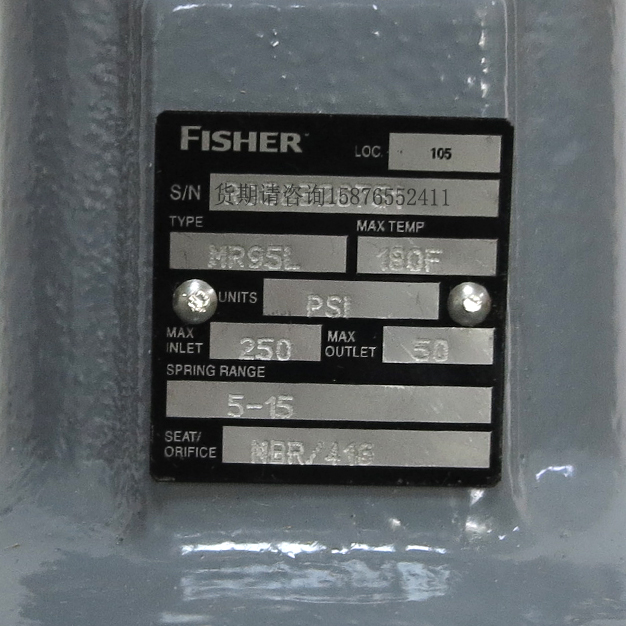 FISHER™
LOC. 105
S/N 货期请咨询15876552411
TYPE MAX TEMP
MR95L 180F
UNITS PSI
MAX INLET 250 MAX OUTLET 50
SPRING RANGE
5-15
SEAT/ORIFICE NBR/416